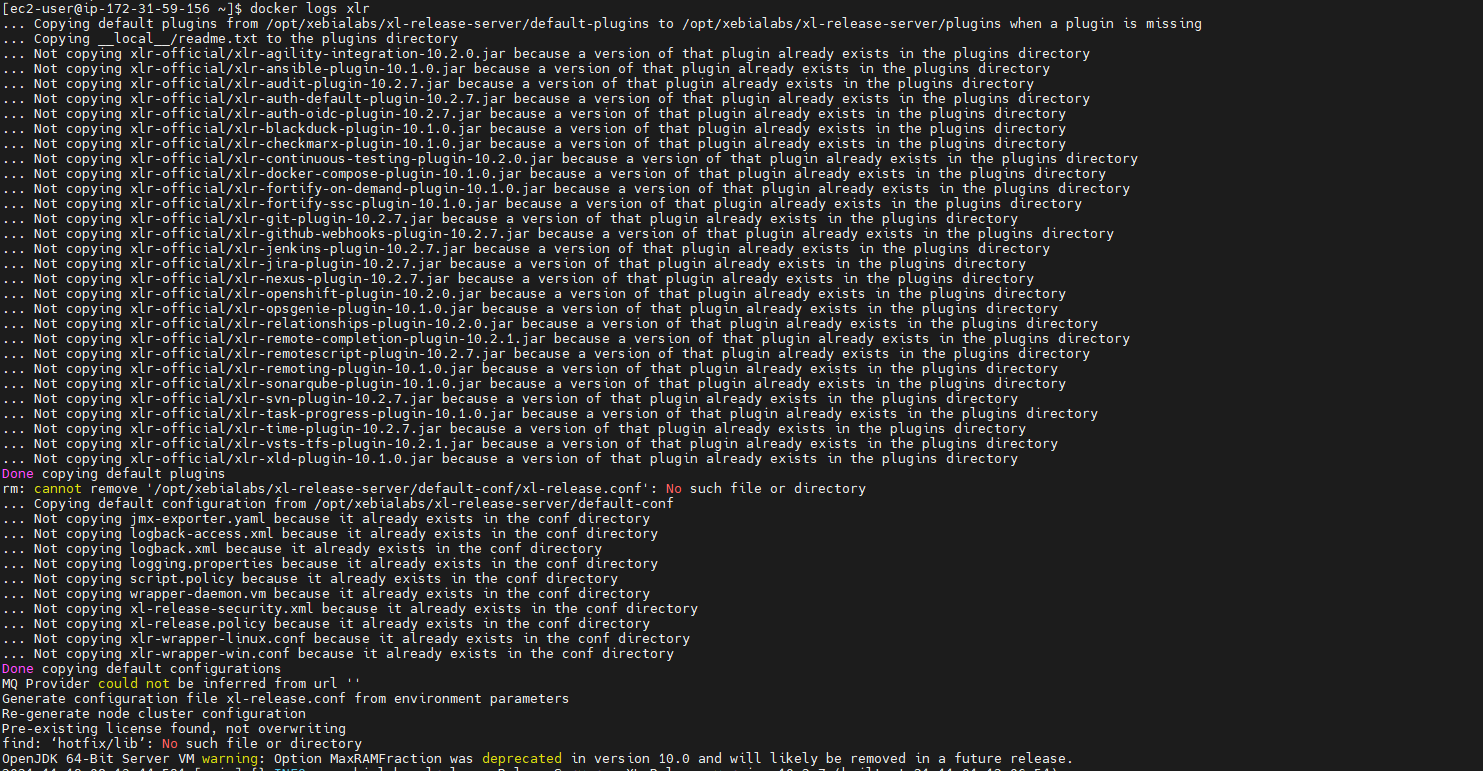 [ec2-user@ip-172-31-59-156 ~]$ docker logs xlr
... Copying default plugins from /opt/xebialabs/xl-release-server/default-plugins to /opt/xebialabs/xl-release-server/plugins when a plugin is missing
... Copying __local__/readme.txt to the plugins directory
... Not copying xlr-official/xlr-agility-integration-10.2.0.jar because a version of that plugin already exists in the plugins directory
... Not copying xlr-official/xlr-ansible-plugin-10.1.0.jar because a version of that plugin already exists in the plugins directory
... Not copying xlr-official/xlr-audit-plugin-10.2.7.jar because a version of that plugin already exists in the plugins directory
... Not copying xlr-official/xlr-auth-default-plugin-10.2.7.jar because a version of that plugin already exists in the plugins directory
... Not copying xlr-official/xlr-auth-oidc-plugin-10.2.7.jar because a version of that plugin already exists in the plugins directory
... Not copying xlr-official/xlr-blackduck-plugin-10.1.0.jar because a version of that plugin already exists in the plugins directory
... Not copying xlr-official/xlr-checkmarx-plugin-10.1.0.jar because a version of that plugin already exists in the plugins directory
... Not copying xlr-official/xlr-continuous-testing-plugin-10.2.0.jar because a version of that plugin already exists in the plugins directory
... Not copying xlr-official/xlr-docker-compose-plugin-10.1.0.jar because a version of that plugin already exists in the plugins directory
... Not copying xlr-official/xlr-fortify-on-demand-plugin-10.1.0.jar because a version of that plugin already exists in the plugins directory
... Not copying xlr-official/xlr-fortify-ssc-plugin-10.1.0.jar because a version of that plugin already exists in the plugins directory
... Not copying xlr-official/xlr-git-plugin-10.2.7.jar because a version of that plugin already exists in the plugins directory
... Not copying xlr-official/xlr-github-webhooks-plugin-10.2.7.jar because a version of that plugin already exists in the plugins directory
... Not copying xlr-official/xlr-jenkins-plugin-10.2.7.jar because a version of that plugin already exists in the plugins directory
... Not copying xlr-official/xlr-jira-plugin-10.2.7.jar because a version of that plugin already exists in the plugins directory
... Not copying xlr-official/xlr-nexus-plugin-10.2.7.jar because a version of that plugin already exists in the plugins directory
... Not copying xlr-official/xlr-openshift-plugin-10.2.0.jar because a version of that plugin already exists in the plugins directory
... Not copying xlr-official/xlr-opsgenie-plugin-10.1.0.jar because a version of that plugin already exists in the plugins directory
... Not copying xlr-official/xlr-relationships-plugin-10.2.0.jar because a version of that plugin already exists in the plugins directory
... Not copying xlr-official/xlr-remote-completion-plugin-10.2.1.jar because a version of that plugin already exists in the plugins directory
... Not copying xlr-official/xlr-remotescript-plugin-10.2.7.jar because a version of that plugin already exists in the plugins directory
... Not copying xlr-official/xlr-remoting-plugin-10.1.0.jar because a version of that plugin already exists in the plugins directory
... Not copying xlr-official/xlr-sonarqube-plugin-10.1.0.jar because a version of that plugin already exists in the plugins directory
... Not copying xlr-official/xlr-svn-plugin-10.2.7.jar because a version of that plugin already exists in the plugins directory
... Not copying xlr-official/xlr-task-progress-plugin-10.1.0.jar because a version of that plugin already exists in the plugins directory
... Not copying xlr-official/xlr-time-plugin-10.2.7.jar because a version of that plugin already exists in the plugins directory
... Not copying xlr-official/xlr-vsts-tfs-plugin-10.2.1.jar because a version of that plugin already exists in the plugins directory
... Not copying xlr-official/xlr-xld-plugin-10.1.0.jar because a version of that plugin already exists in the plugins directory
Done copying default plugins
rm: cannot remove '/opt/xebialabs/xl-release-server/default-conf/xl-release.conf': No such file or directory
... Copying default configuration from /opt/xebialabs/xl-release-server/default-conf
... Not copying jmx-exporter.yaml because it already exists in the conf directory
... Not copying logback-access.xml because it already exists in the conf directory
... Not copying logback.xml because it already exists in the conf directory
... Not copying logging.properties because it already exists in the conf directory
... Not copying script.policy because it already exists in the conf directory
... Not copying wrapper-daemon.vm because it already exists in the conf directory
... Not copying xl-release-security.xml because it already exists in the conf directory
... Not copying xl-release.policy because it already exists in the conf directory
... Not copying xlr-wrapper-linux.conf because it already exists in the conf directory
... Not copying xlr-wrapper-win.conf because it already exists in the conf directory
Done copying default configurations
MQ Provider could not be inferred from url ''
Generate configuration file xl-release.conf from environment parameters
Re-generate node cluster configuration
Pre-existing license found, not overwriting
find: ‘hotfix/lib’: No such file or directory
OpenJDK 64-Bit Server VM warning: Option MaxRAMFraction was deprecated in version 10.0 and will likely be removed in a future release.